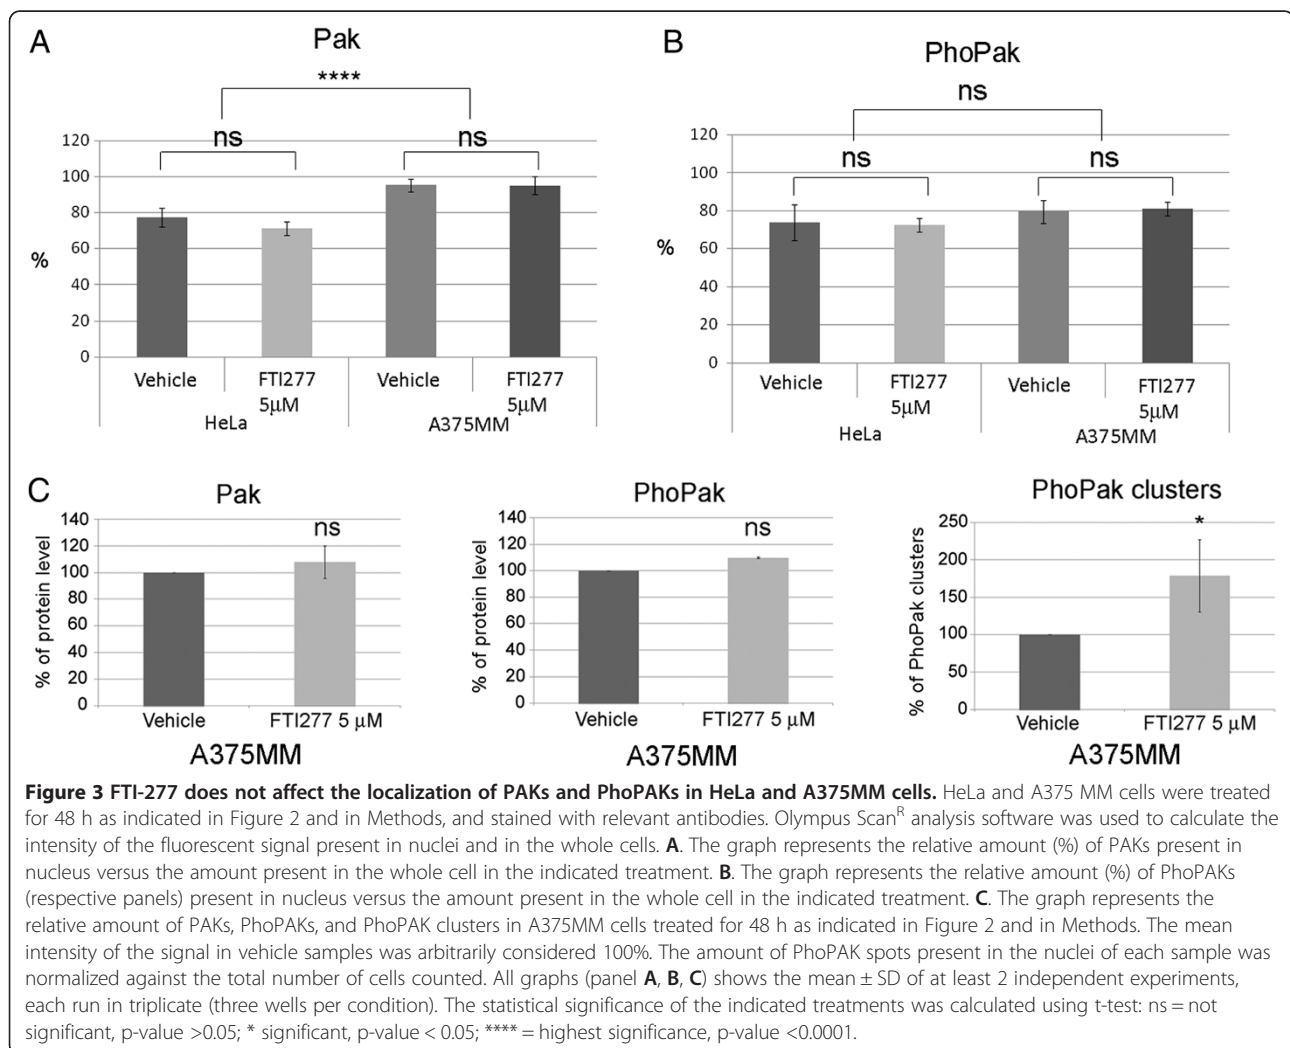 A
Pak
****
ns
ns
120
100
80
60
40
20
0
%
Vehicle
FTI277
5µM
Vehicle
FTI277
5µM
HeLa
A375MM
B
PhoPak
ns
ns
ns
120
100
80
60
40
20
0
%
Vehicle
FTI277
5µM
Vehicle
FTI277
5µM
HeLa
A375MM
C
Pak
ns
% of protein level
140
120
100
80
60
40
20
0
Vehicle
FTI277 5 µM
A375MM
PhoPak
ns
% of protein level
140
120
100
80
60
40
20
0
Vehicle
FTI277 5 µM
A375MM
PhoPak clusters
*
% of PhoPak clusters
250
200
150
100
50
0
Vehicle
FTI277 5 µM
A375MM
Figure 3 FTI-277 does not affect the localization of PAKs and PhoPAKs in HeLa and A375MM cells. HeLa and A375 MM cells were treated
for 48 h as indicated in Figure 2 and in Methods, and stained with relevant antibodies. Olympus Scan^R analysis software was used to calculate the
intensity of the fluorescent signal present in nuclei and in the whole cells. A. The graph represents the relative amount (%) of PAKs present in
nucleus versus the amount present in the whole cell in the indicated treatment. B. The graph represents the relative amount (%) of PhoPAKs
(respective panels) present in nucleus versus the amount present in the whole cell in the indicated treatment. C. The graph represents the
relative amount of PAKs, PhoPAKs, and PhoPAK clusters in A375MM cells treated for 48 h as indicated in Figure 2 and in Methods. The mean
intensity of the signal in vehicle samples was arbitrarily considered 100%. The amount of PhoPAK spots present in the nuclei of each sample was
normalized against the total number of cells counted. All graphs (panel A, B, C) shows the mean ± SD of at least 2 independent experiments,
each run in triplicate (three wells per condition). The statistical significance of the indicated treatments was calculated using t-test: ns = not
significant, p-value >0.05; * significant, p-value < 0.05; **** = highest significance, p-value <0.0001.